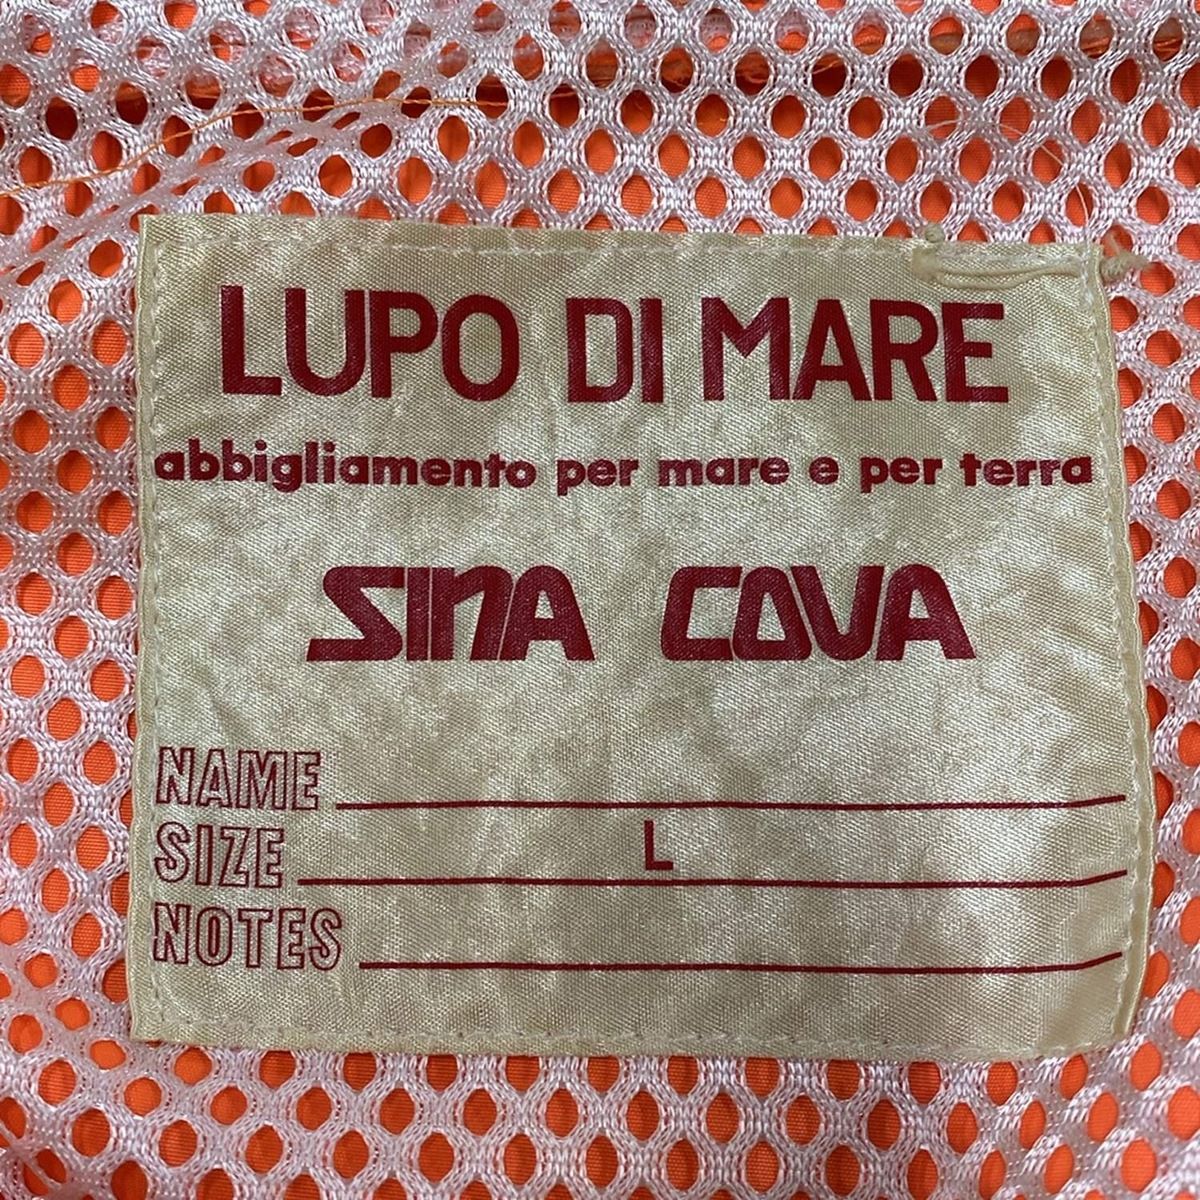 LUPO DI MARE
abbigliamento per mare e per terra
SINA COVA
NAME
SIZE L
NOTES